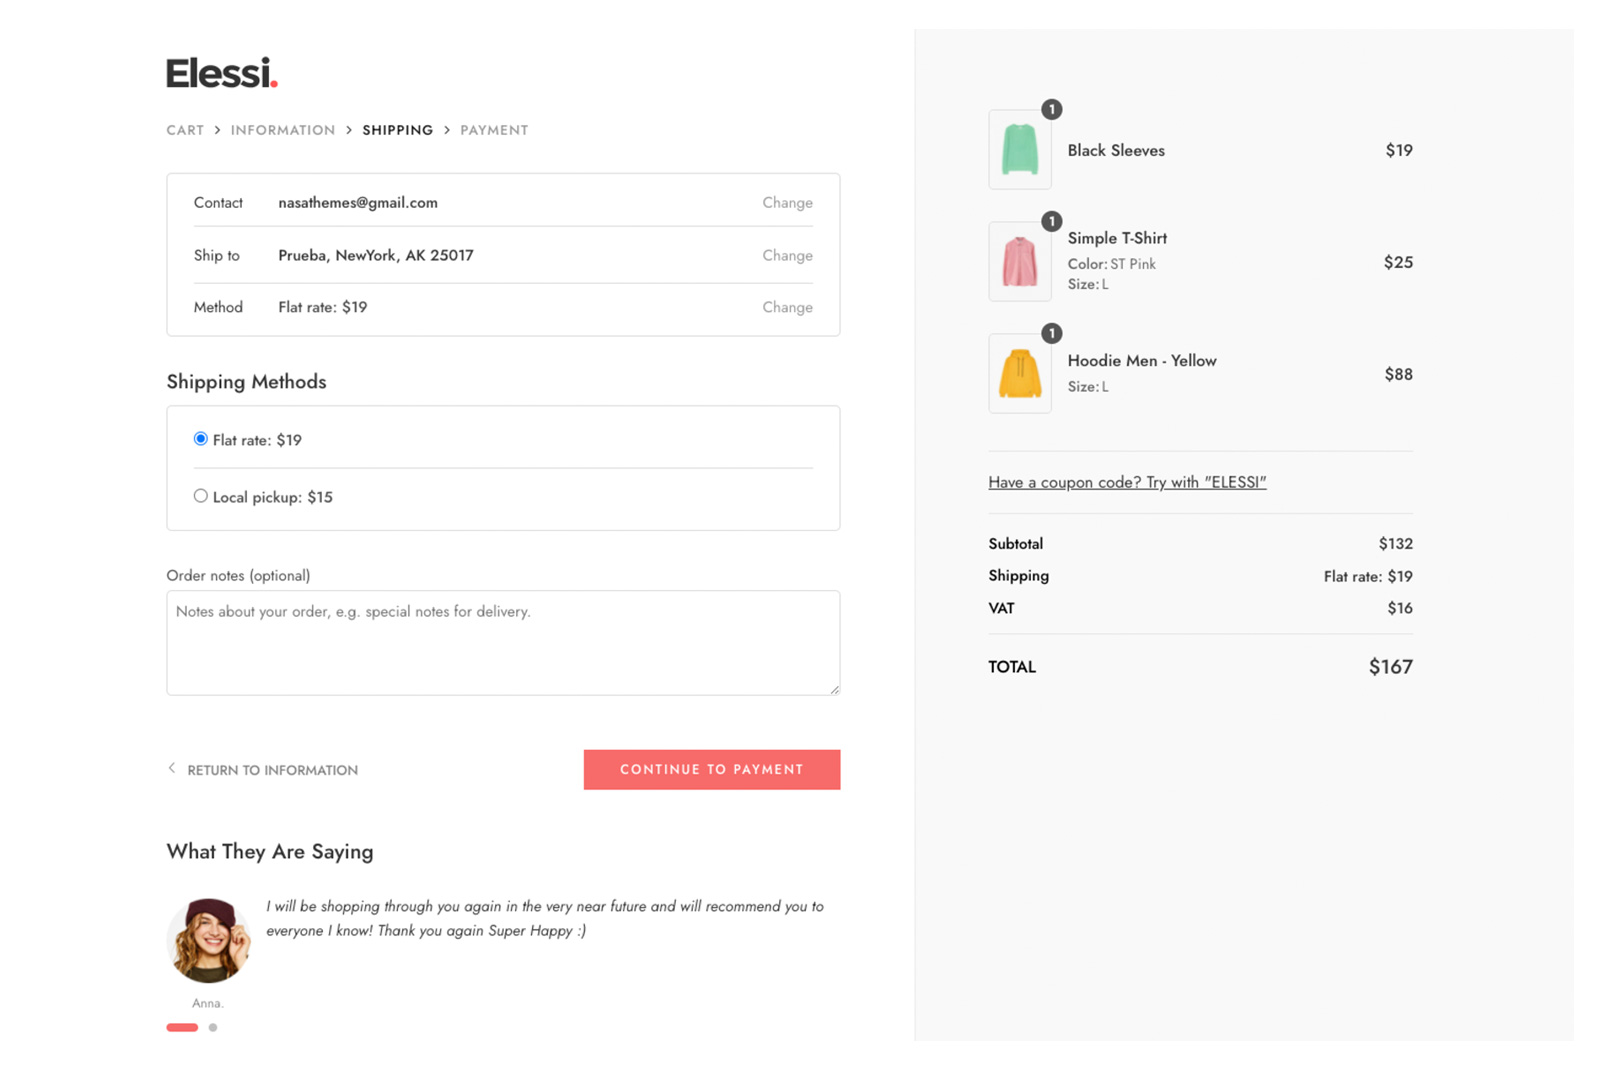 Elessi.
CART > INFORMATION > SHIPPING > PAYMENT
Contact nasathemes@gmail.com Change
Ship to Prueba, NewYork, AK 25017 Change
Method Flat rate: $19 Change
Shipping Methods
Flat rate: $19
Local pickup: $15
Order notes (optional)
Notes about your order, e.g. special notes for delivery.
< RETURN TO INFORMATION
CONTINUE TO PAYMENT
What They Are Saying
I will be shopping through you again in the very near future and will recommend you to
everyone I know! Thank you again Super Happy :)
Anna.
1
Black Sleeves $19
1
Simple T-Shirt
Color: ST Pink
Size: L
$25
1
Hoodie Men - Yellow
Size: L
$88
Have a coupon code? Try with "ELESSI"
Subtotal $132
Shipping Flat rate: $19
VAT $16
TOTAL $167